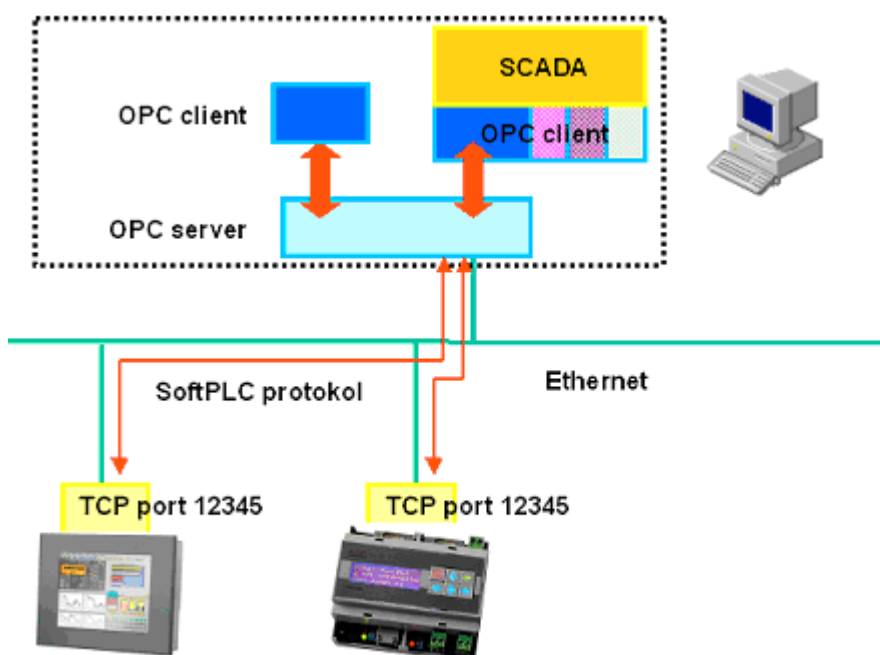 SCADA
OPC client
OPC client
OPC server
SoftPLC protokol
Ethernet
TCP port 12345
TCP port 12345